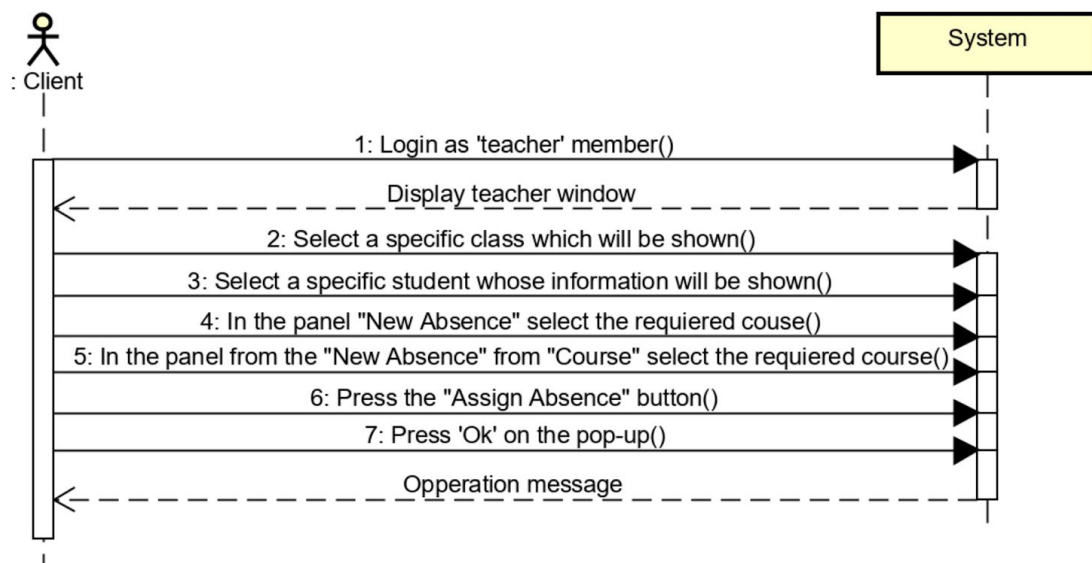 System
: Client
1: Login as 'teacher' member()
Display teacher window
2: Select a specific class which will be shown()
3: Select a specific student whose information will be shown()
4: In the panel "New Absence" select the requiered couse()
5: In the panel from the "New Absence" from "Course" select the requiered course()
6: Press the "Assign Absence" button()
7: Press 'Ok' on the pop-up()
Opperation message